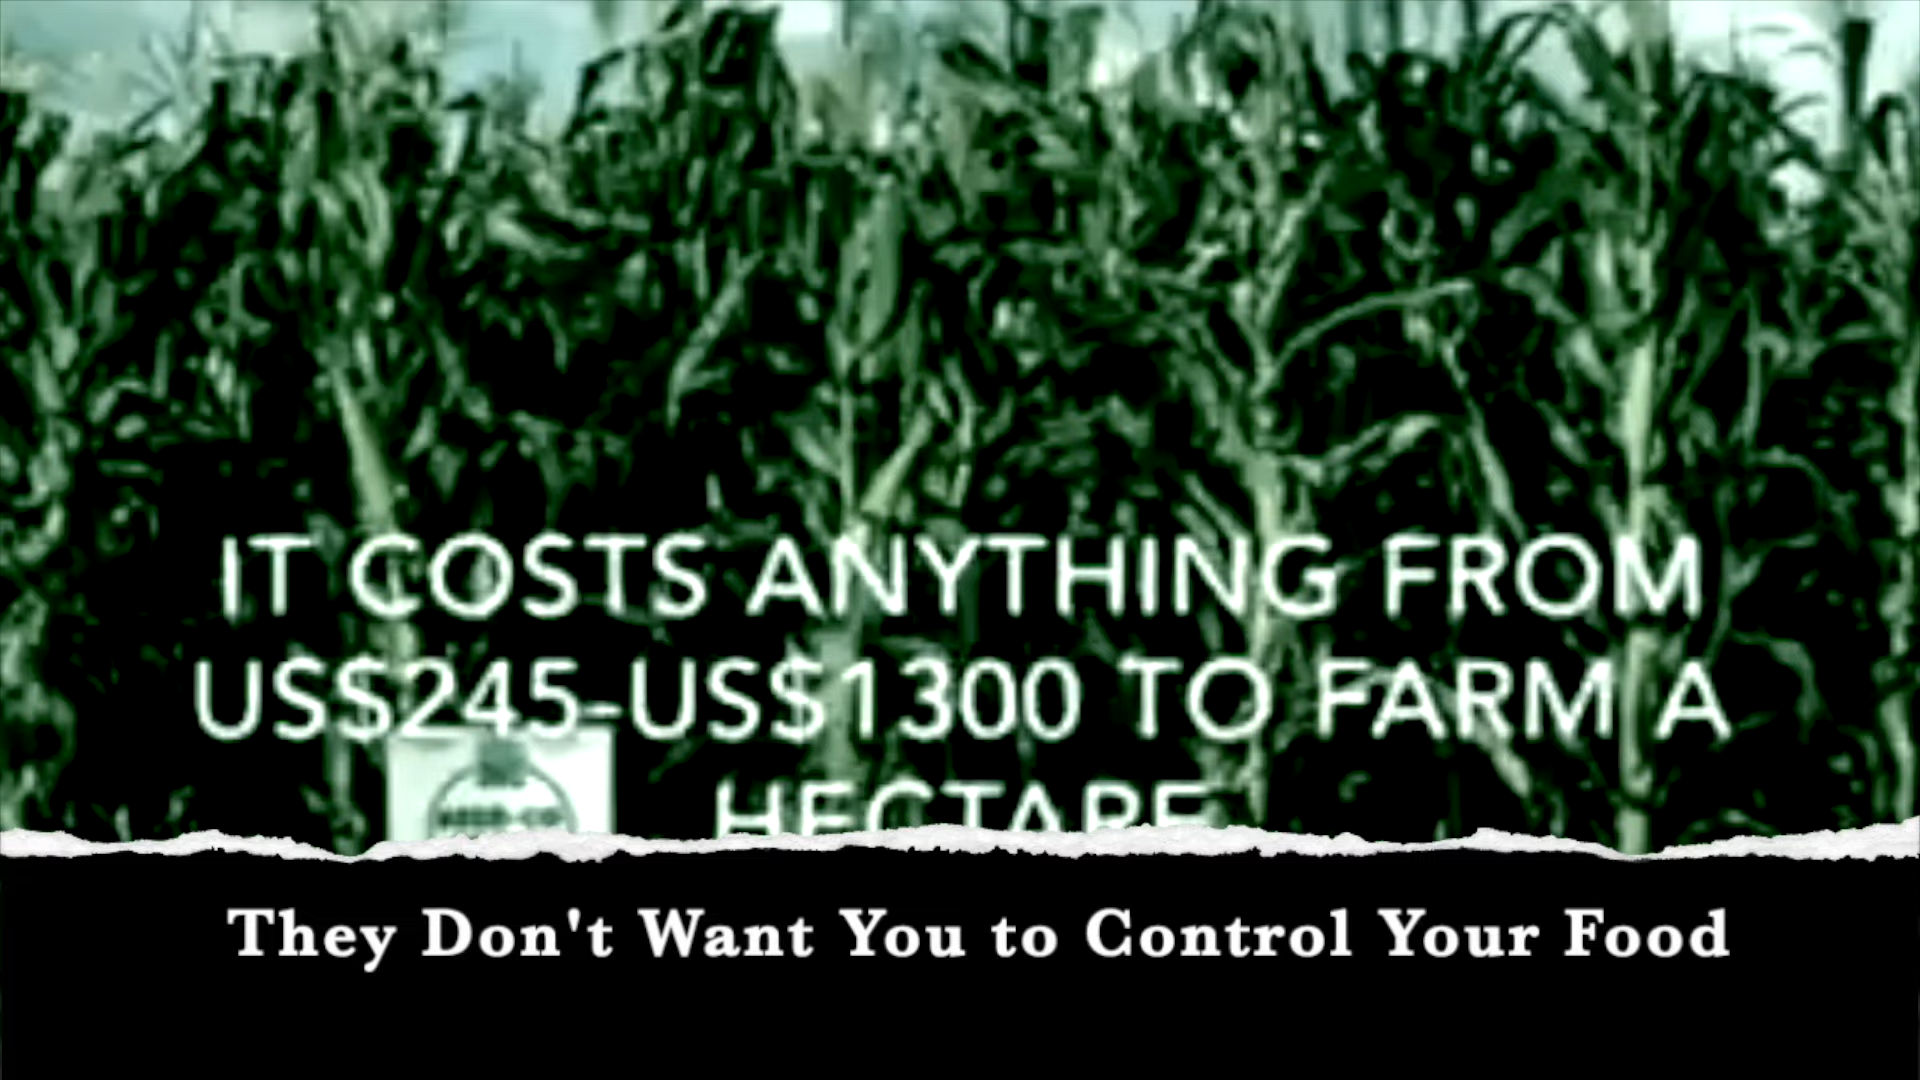 IT COSTS ANYTHING FROM
US$245-US$1300 TO FARM A
HECTARE
They Don't Want You to Control Your Food